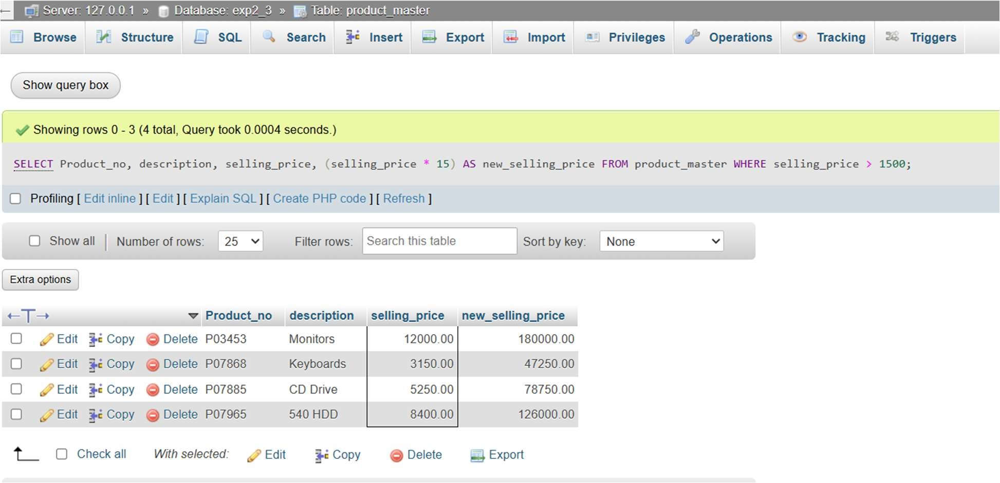 Server: 127.0.0.1 » Database: exp2_3 » Table: product_master
Browse Structure SQL Search Insert Export Import Privileges Operations Tracking Triggers
Show query box
Showing rows 0 - 3 (4 total, Query took 0.0004 seconds.)
SELECT Product_no, description, selling_price, (selling_price * 15) AS new_selling_price FROM product_master WHERE selling_price > 1500;
Profiling [ Edit inline ] [ Edit ] [ Explain SQL ] [ Create PHP code ] [ Refresh ]
Show all Number of rows: 25 Filter rows: Search this table Sort by key: None
Extra options
←T→ Product_no description selling_price new_selling_price
Edit Copy Delete P03453 Monitors 12000.00 180000.00
Edit Copy Delete P07868 Keyboards 3150.00 47250.00
Edit Copy Delete P07885 CD Drive 5250.00 78750.00
Edit Copy Delete P07965 540 HDD 8400.00 126000.00
Check all With selected: Edit Copy Delete Export